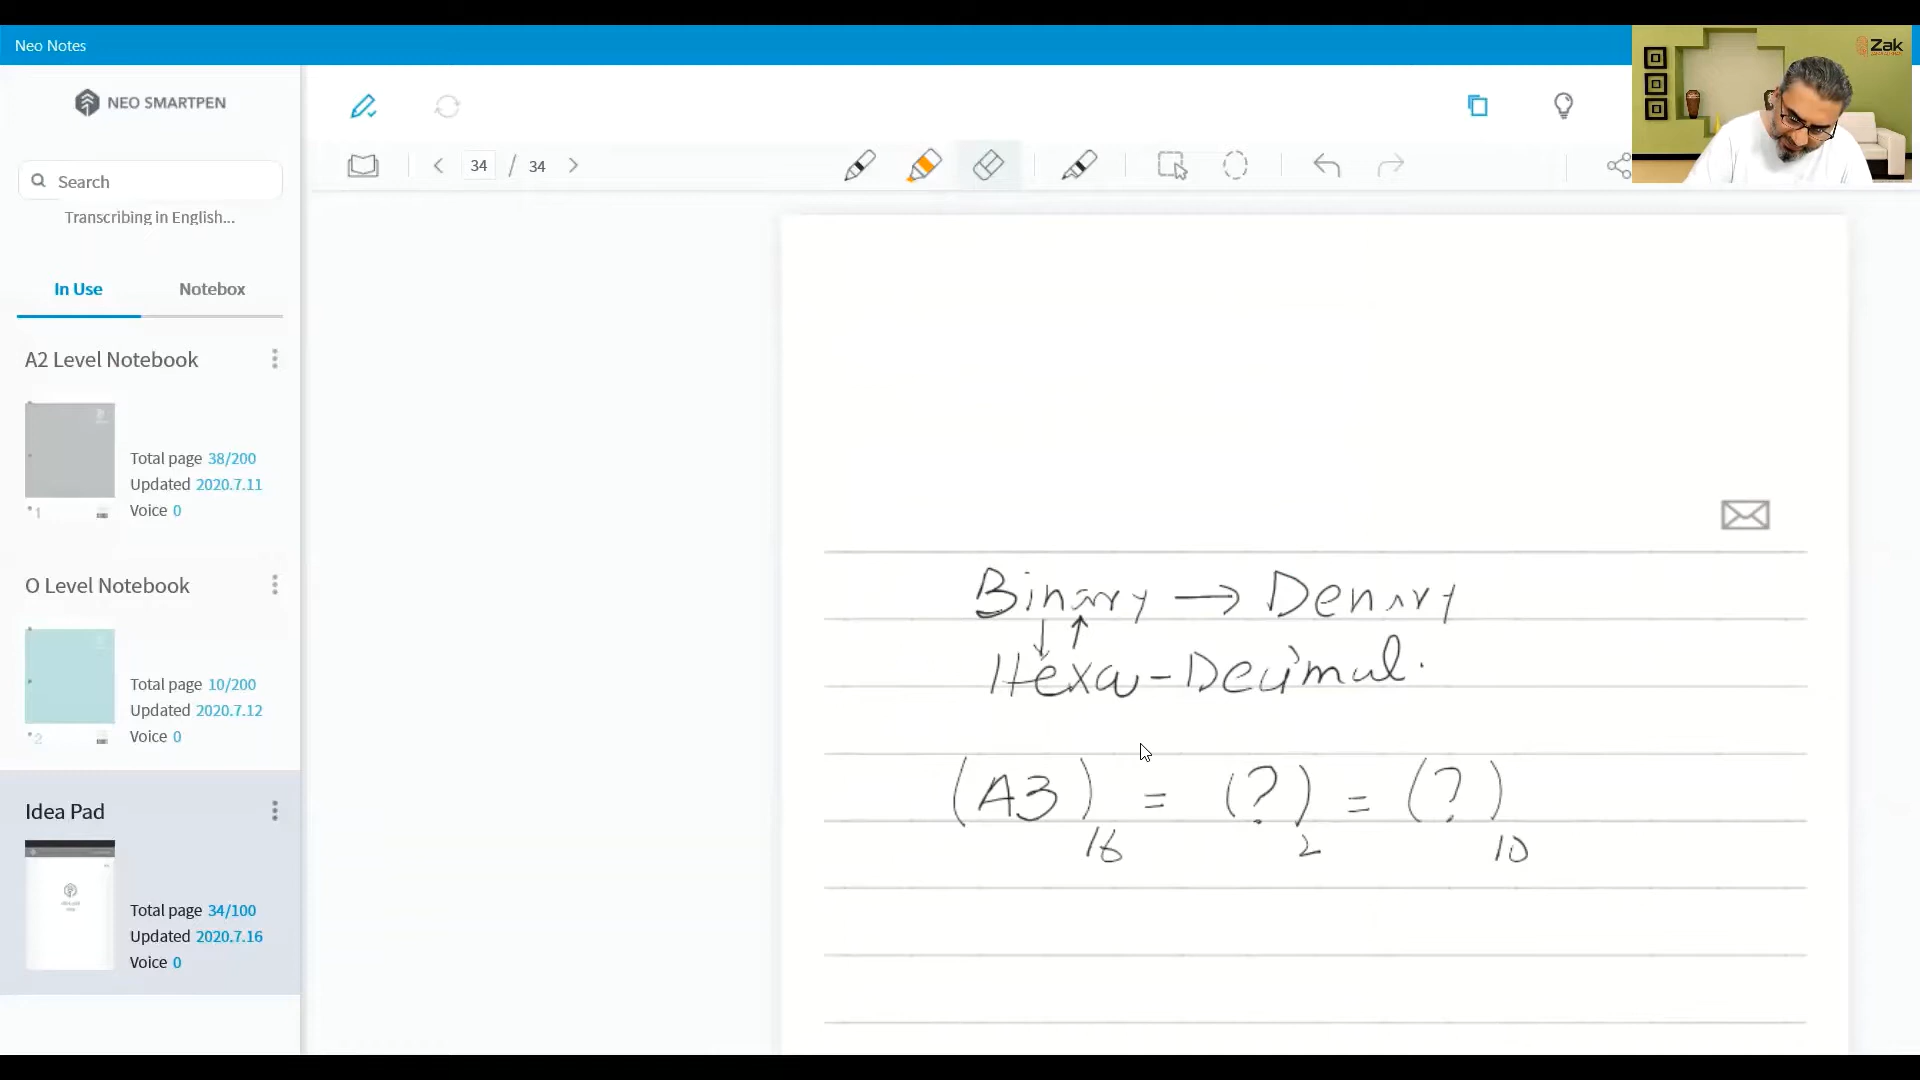 Neo Notes
Zak
NEO SMARTPEN
34 / 34
Search
Transcribing in English...
In Use Notebox
A2 Level Notebook
Total page 38/200
Updated 2020.7.11
Voice 0
1
O Level Notebook
Total page 10/200
Updated 2020.7.12
Voice 0
2
Idea Pad
Total page 34/100
Updated 2020.7.16
Voice 0
Binary → Denary
↓ ↑
Hexa-Decimal.
(A3)16 = (?)2 = (?)10